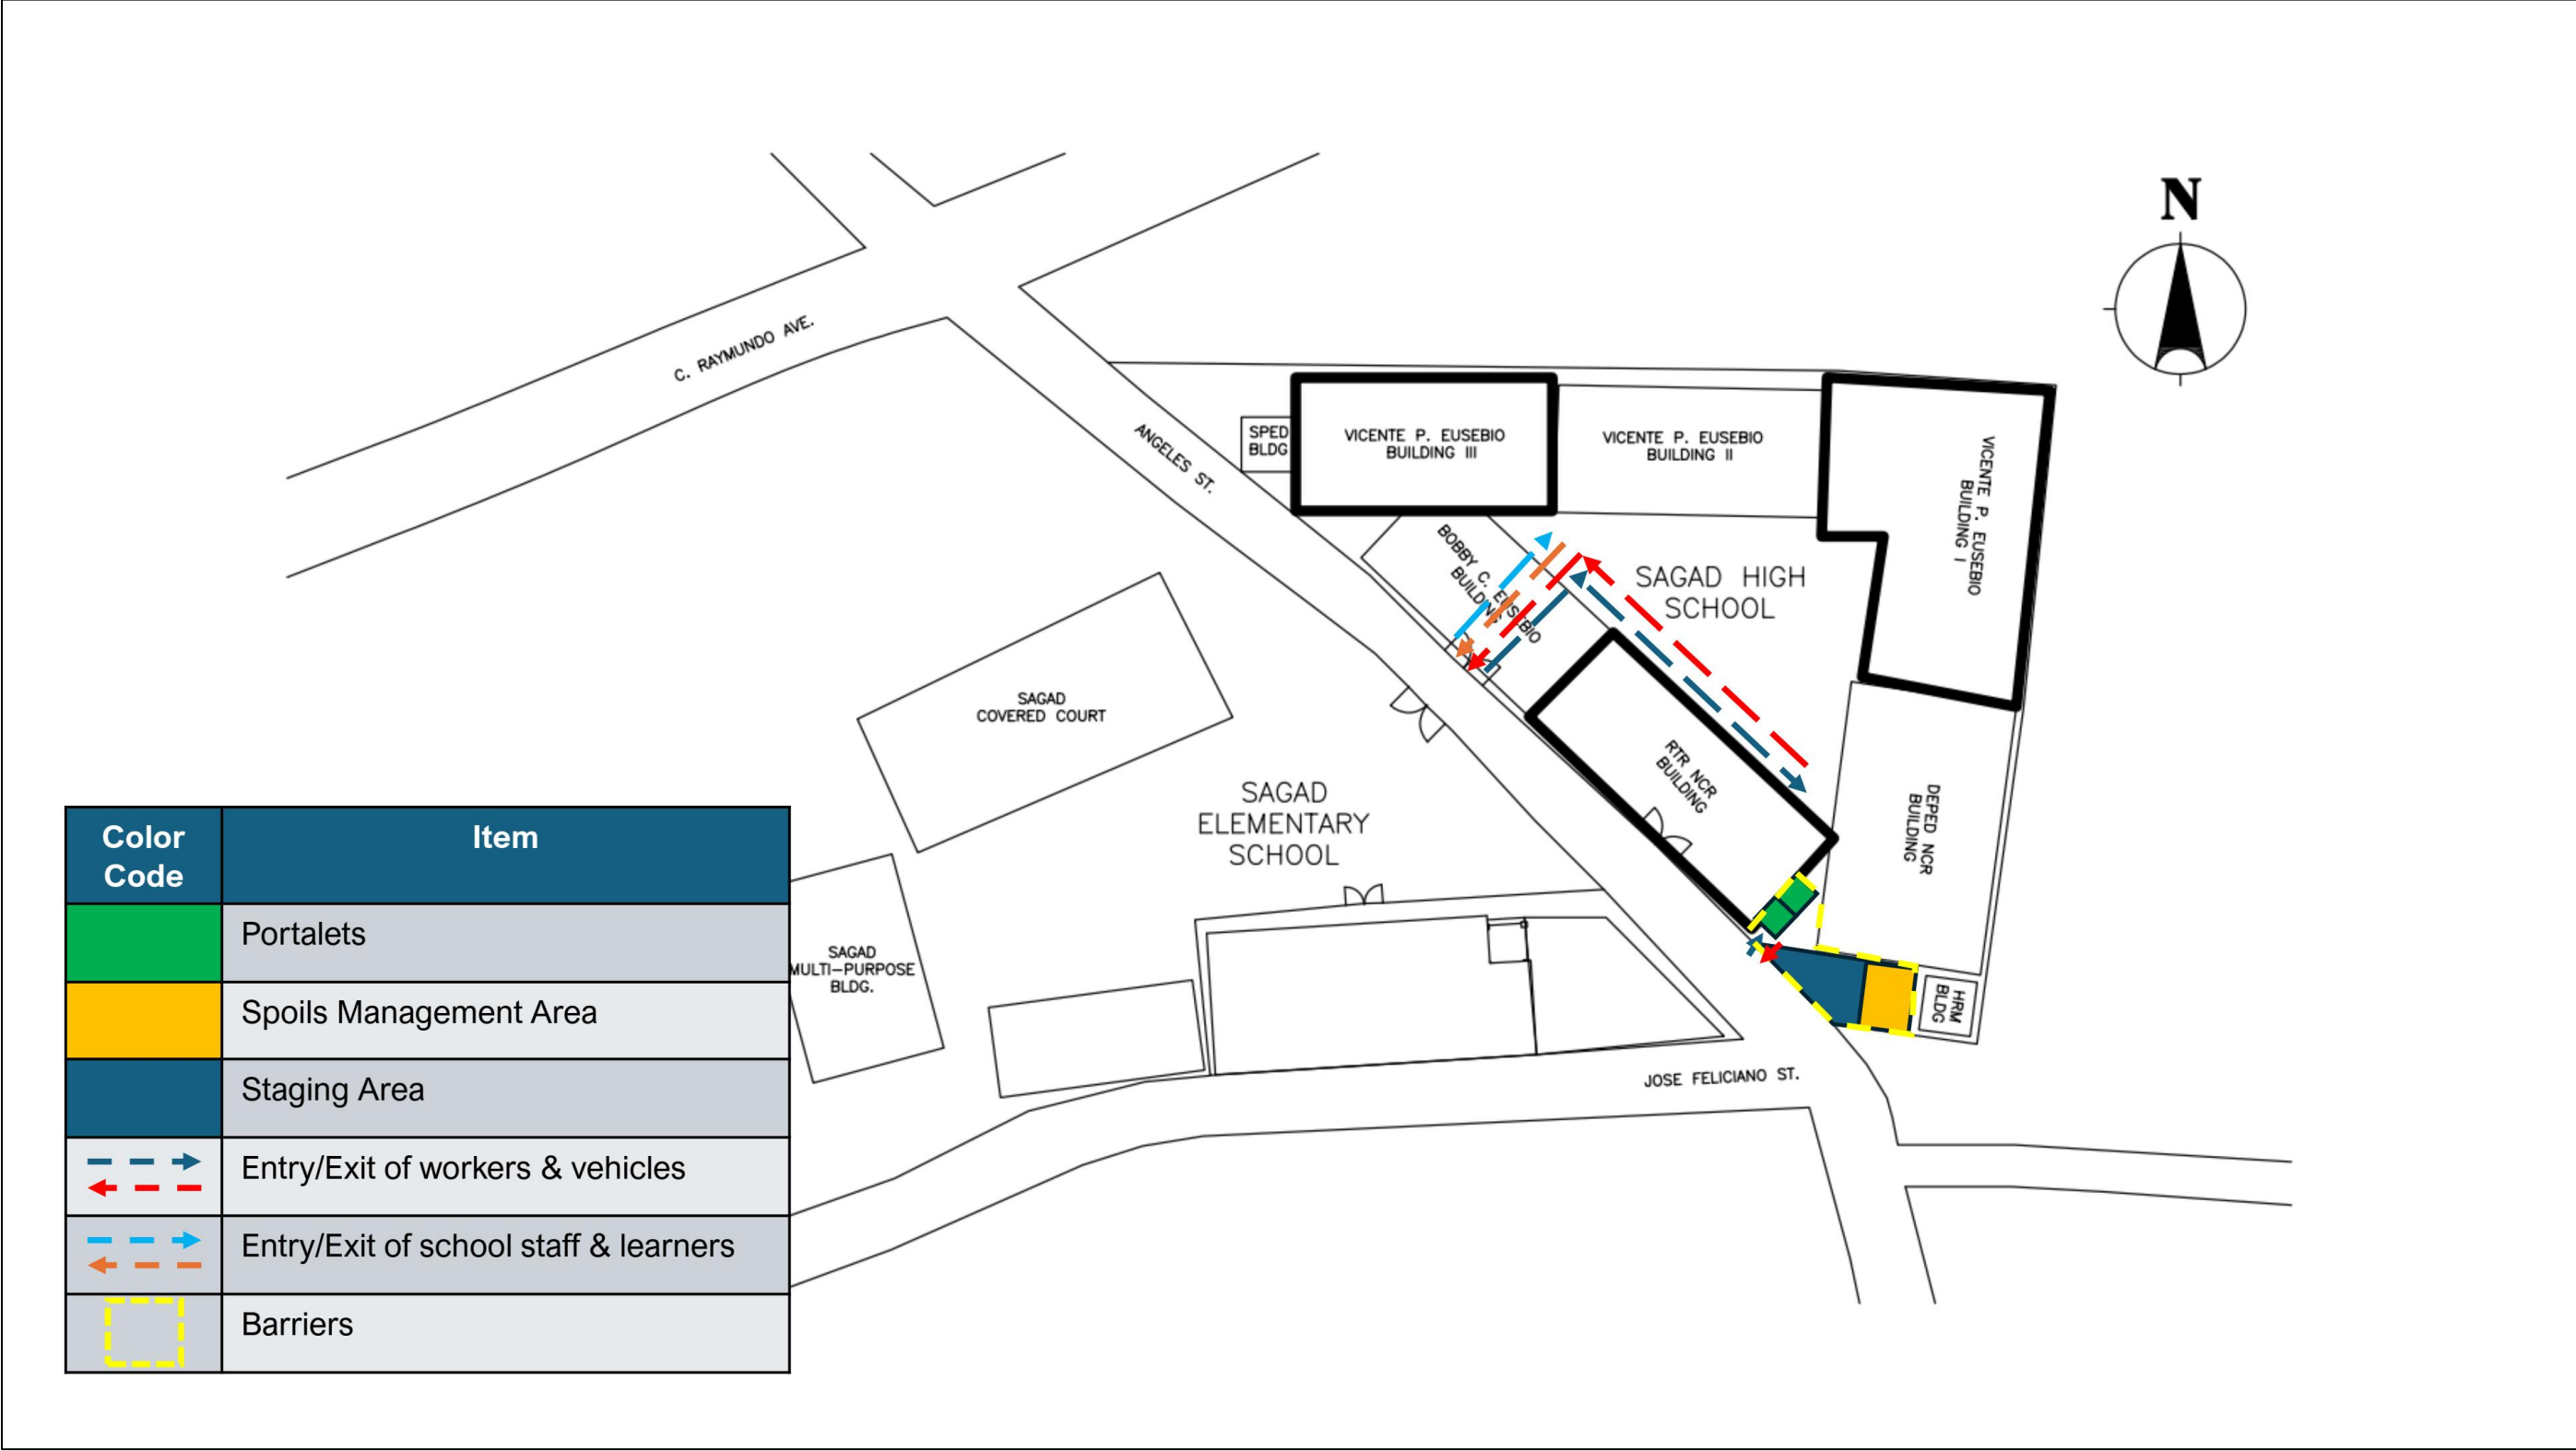 N
C. RAYMUNDO AVE.
ANGELES ST.
SPED
BLDG
VICENTE P. EUSEBIO
BUILDING III
VICENTE P. EUSEBIO
BUILDING II
VICENTE P. EUSEBIO
BUILDING I
BOBBY C. EUSEBIO
BUILDING
SAGAD HIGH
SCHOOL
SAGAD
COVERED COURT
RTR NCR
BUILDING
SAGAD
ELEMENTARY
SCHOOL
DEPED NCR
BUILDING
SAGAD
MULTI-PURPOSE
BLDG.
HRM
BLDG
JOSE FELICIANO ST.
Color
Code
Item
Portalets
Spoils Management Area
Staging Area
Entry/Exit of workers & vehicles
Entry/Exit of school staff & learners
Barriers